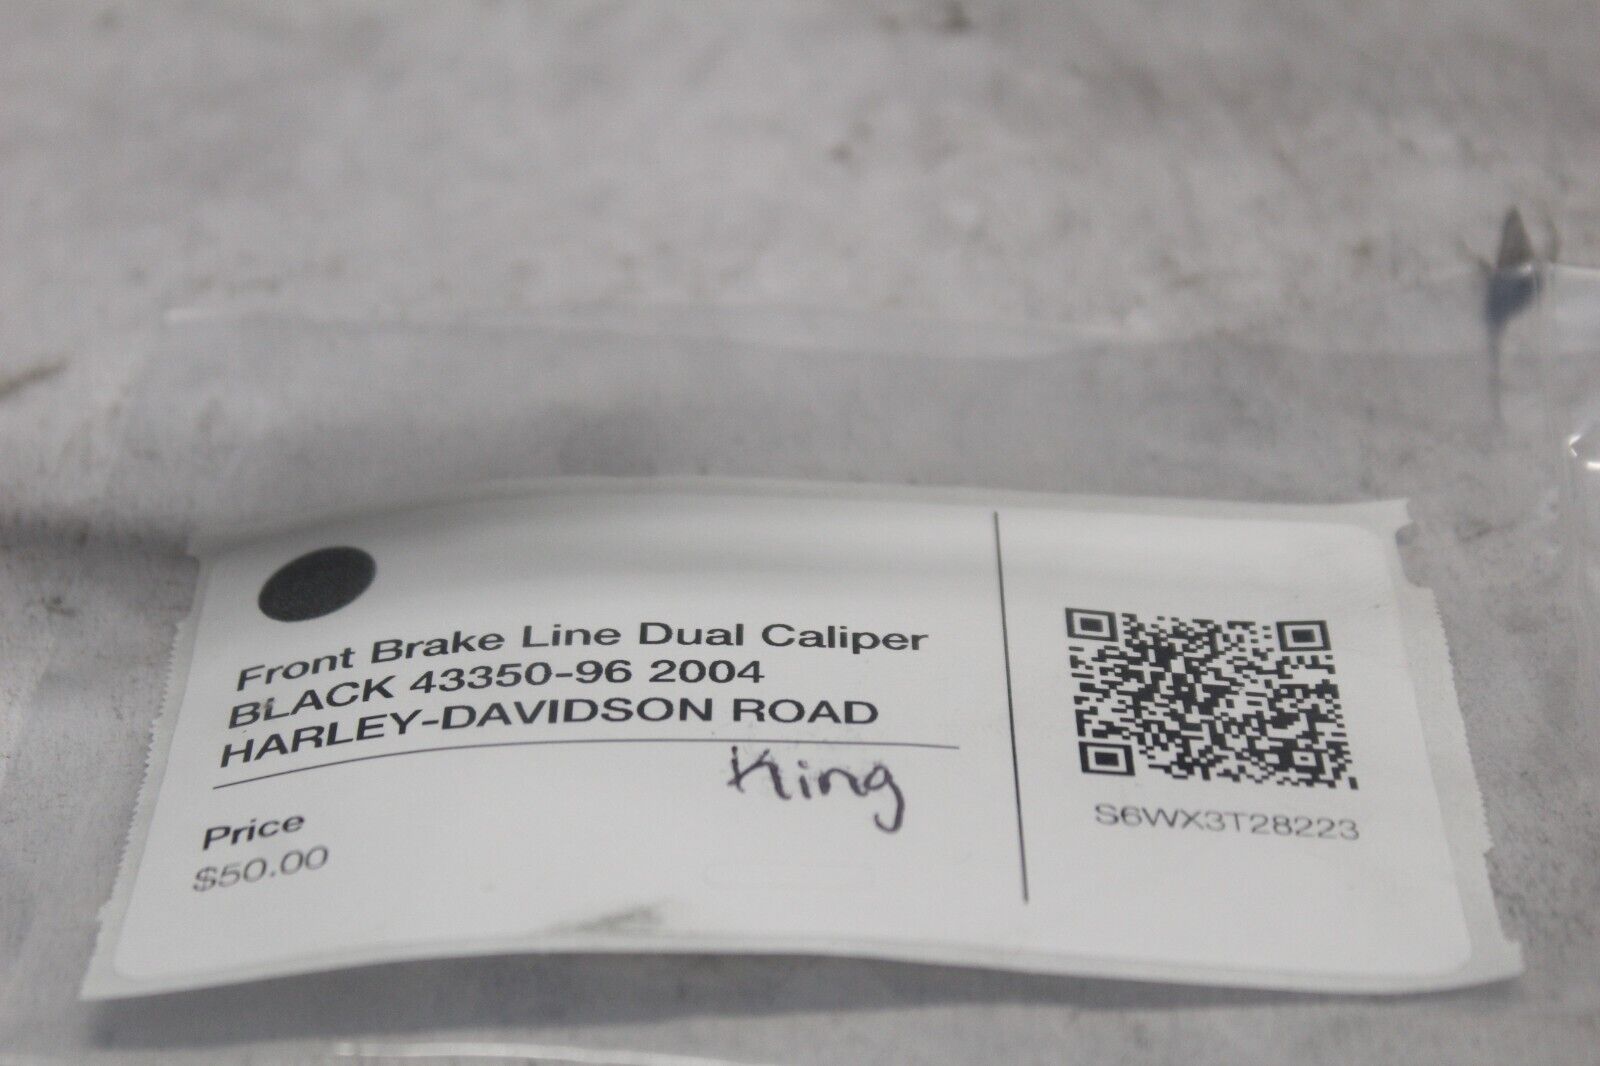 Front Brake Line Dual Caliper
BLACK 43350-96 2004
HARLEY-DAVIDSON ROAD
King
Price
$50.00
S6WX3T28223